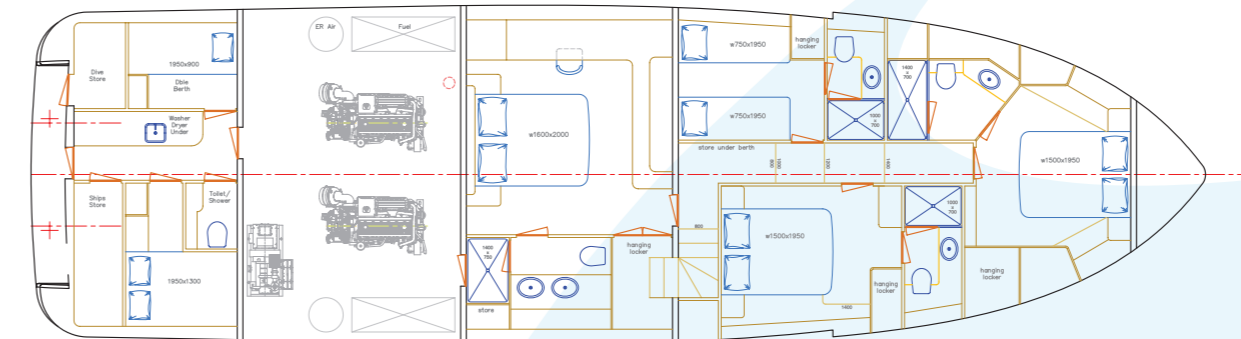 Dive
Store
1950x900
Dble
Berth
Washer
Dryer
Under
Ships
Store
Toilet/
Shower
1950x1300
ER Air
Fuel
w1600x2000
1400
x
750
store
hanging
locker
w750x1950
w750x1950
hanging
locker
1000
x
700
1400
x
700
store under berth
w1500x1950
1000
x
700
w1500x1950
hanging
locker
hanging
locker
1400